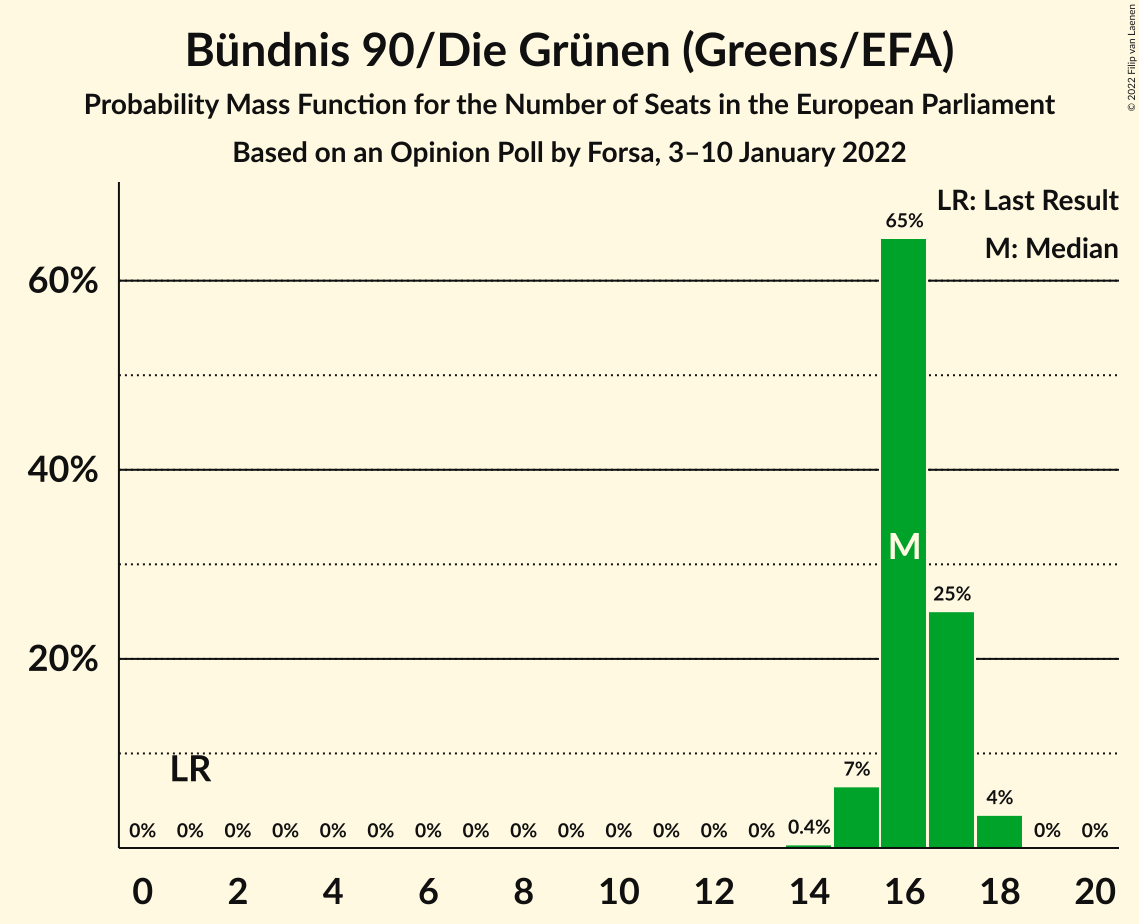 Bündnis 90/Die Grünen (Greens/EFA)
Probability Mass Function for the Number of Seats in the European Parliament
Based on an Opinion Poll by Forsa, 3–10 January 2022
© 2022 Filip van Laenen
LR: Last Result
M: Median
65%
60%
40%
M
25%
20%
LR
7%
4%
0% 0% 0% 0% 0% 0% 0% 0% 0% 0% 0% 0% 0% 0% 0.4% 0% 0%
0 2 4 6 8 10 12 14 16 18 20